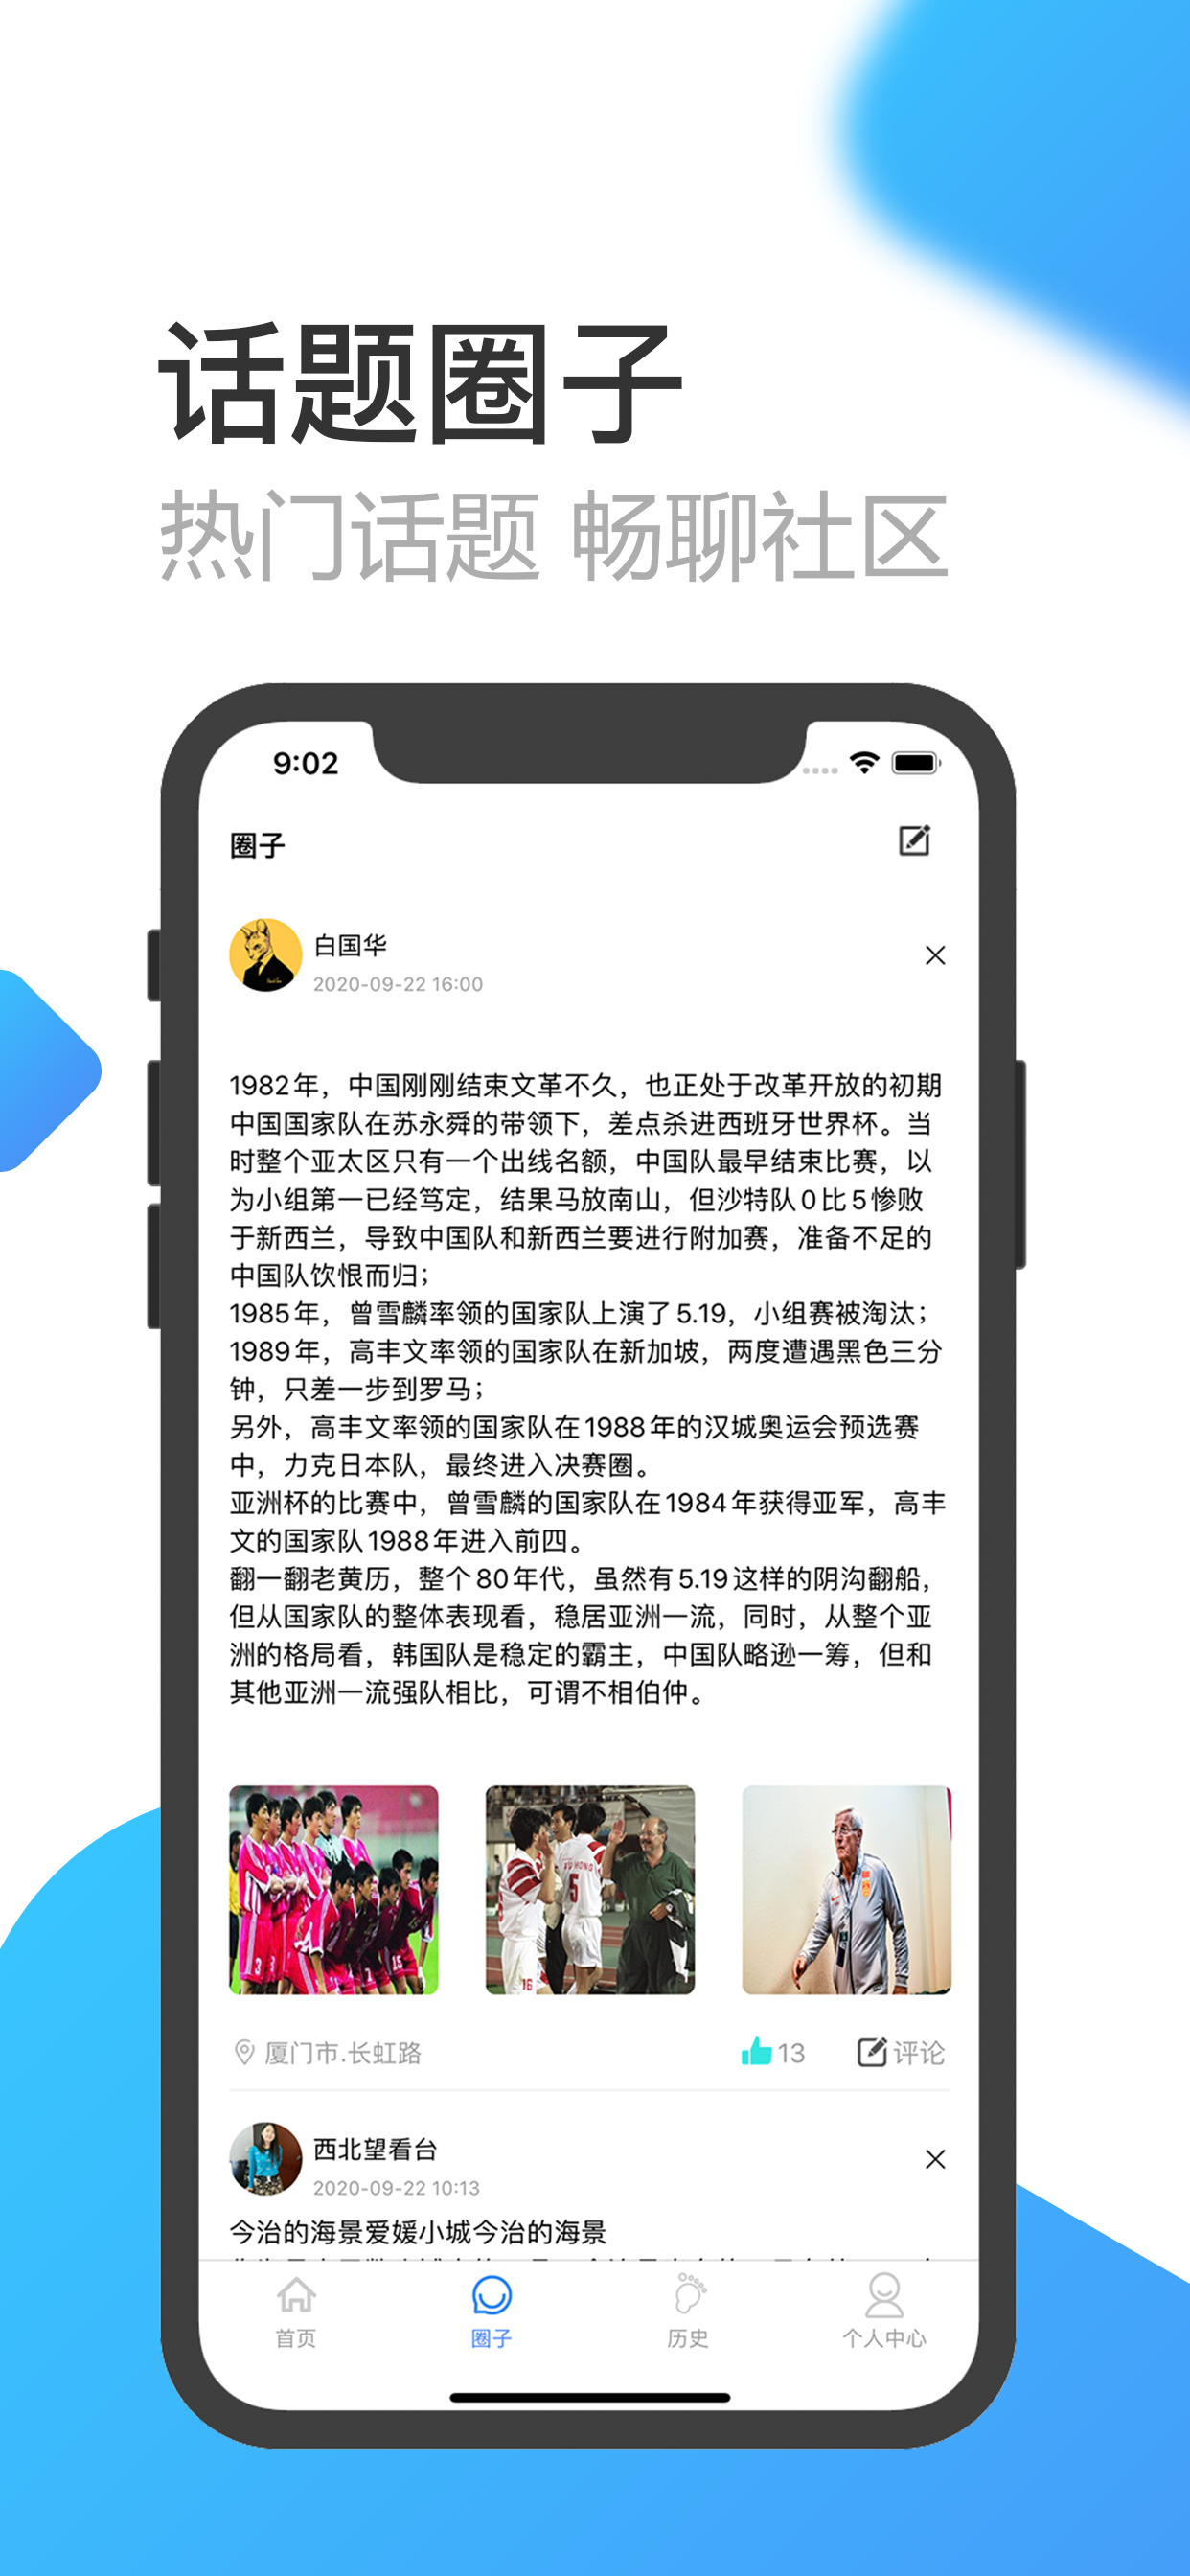 话题圈子
热门话题 畅聊社区
9:02
圈子
白国华
2020-09-22 16:00
1982年，中国刚刚结束文革不久，也正处于改革开放的初期
中国国家队在苏永舜的带领下，差点杀进西班牙世界杯。当
时整个亚太区只有一个出线名额，中国队最早结束比赛，以
为小组第一已经笃定，结果马放南山，但沙特队0比5惨败
于新西兰，导致中国队和新西兰要进行附加赛，准备不足的
中国队饮恨而归；
1985年，曾雪麟率领的国家队上演了5.19，小组赛被淘汰；
1989年，高丰文率领的国家队在新加坡，两度遭遇黑色三分
钟，只差一步到罗马；
另外，高丰文率领的国家队在1988年的汉城奥运会预选赛
中，力克日本队，最终进入决赛圈。
亚洲杯的比赛中，曾雪麟的国家队在1984年获得亚军，高丰
文的国家队1988年进入前四。
翻一翻老黄历，整个80年代，虽然有5.19这样的阴沟翻船，
但从国家队的整体表现看，稳居亚洲一流，同时，从整个亚
洲的格局看，韩国队是稳定的霸主，中国队略逊一筹，但和
其他亚洲一流强队相比，可谓不相伯仲。
厦门市.长虹路
13
评论
西北望看台
2020-09-22 10:13
今治的海景爱媛小城今治的海景
首页
圈子
历史
个人中心